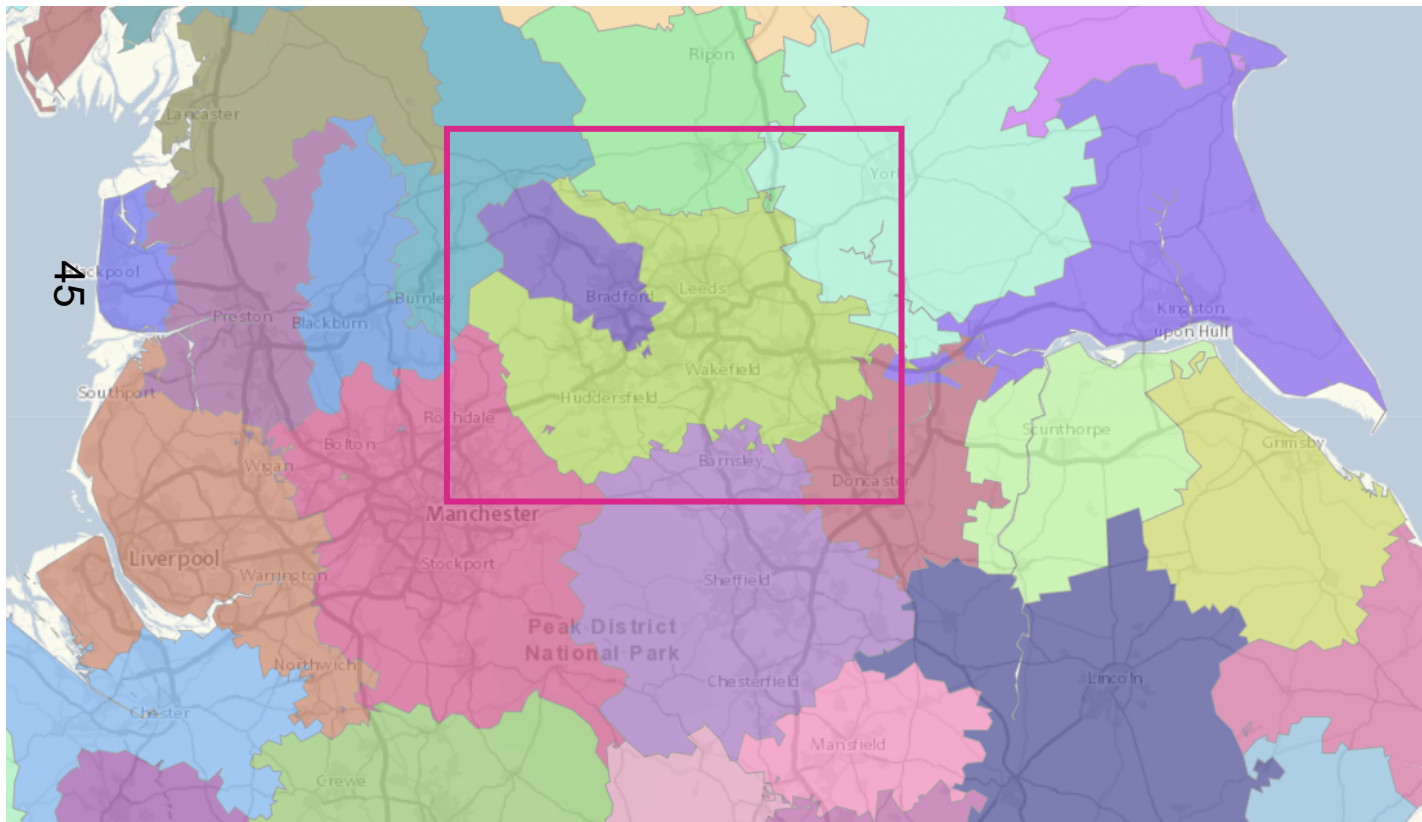 Ripon
Lancaster
York
45
Blackpool
Leeds
Bradford
Burnley
Preston
Blackburn
Kingston
upon Hull
Wakefield
Southport
Huddersfield
Rochdale
Bolton
Scunthorpe
Grimsby
Wigan
Barnsley
Doncaster
Manchester
Liverpool
Stockport
Warrington
Sheffield
Peak District
National Park
Northwich
Chesterfield
Lincoln
Chester
Mansfield
Crewe